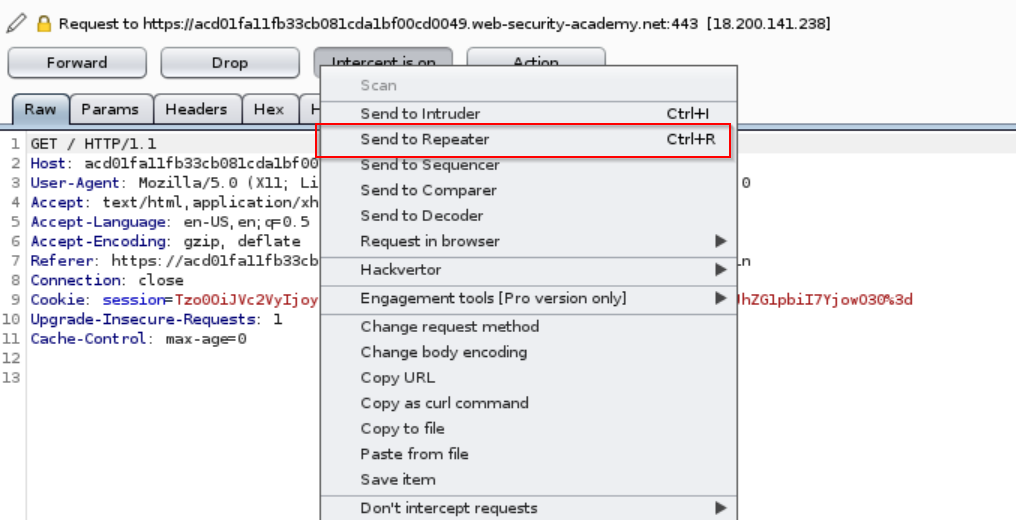 Request to https://acd01fa11fb33cb081cda1bf00cd0049.web-security-academy.net:443 [18.200.141.238]
Forward Drop Intercept is on Action
Raw Params Headers Hex
Scan
Send to Intruder Ctrl+I
Send to Repeater Ctrl+R
Send to Sequencer
Send to Comparer
Send to Decoder
Request in browser
Hackvertor
Engagement tools [Pro version only]
Change request method
Change body encoding
Copy URL
Copy as curl command
Copy to file
Paste from file
Save item
Don't intercept requests
1 GET / HTTP/1.1
2 Host: acd01fa11fb33cb081cda1bf00
3 User-Agent: Mozilla/5.0 (X11; Li 0
4 Accept: text/html,application/xh
5 Accept-Language: en-US,en;q=0.5
6 Accept-Encoding: gzip, deflate
7 Referer: https://acd01fa11fb33cb in
8 Connection: close
9 Cookie: session=Tzo0OiJVc2VyIjoy hZG1pbiI7YjowO30%3d
10 Upgrade-Insecure-Requests: 1
11 Cache-Control: max-age=0
12
13